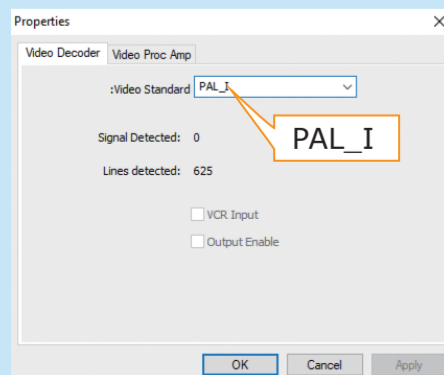 Properties
Video Decoder Video Proc Amp
:Video Standard PAL_I
PAL_I
Signal Detected: 0
Lines detected: 625
VCR Input
Output Enable
OK Cancel Apply